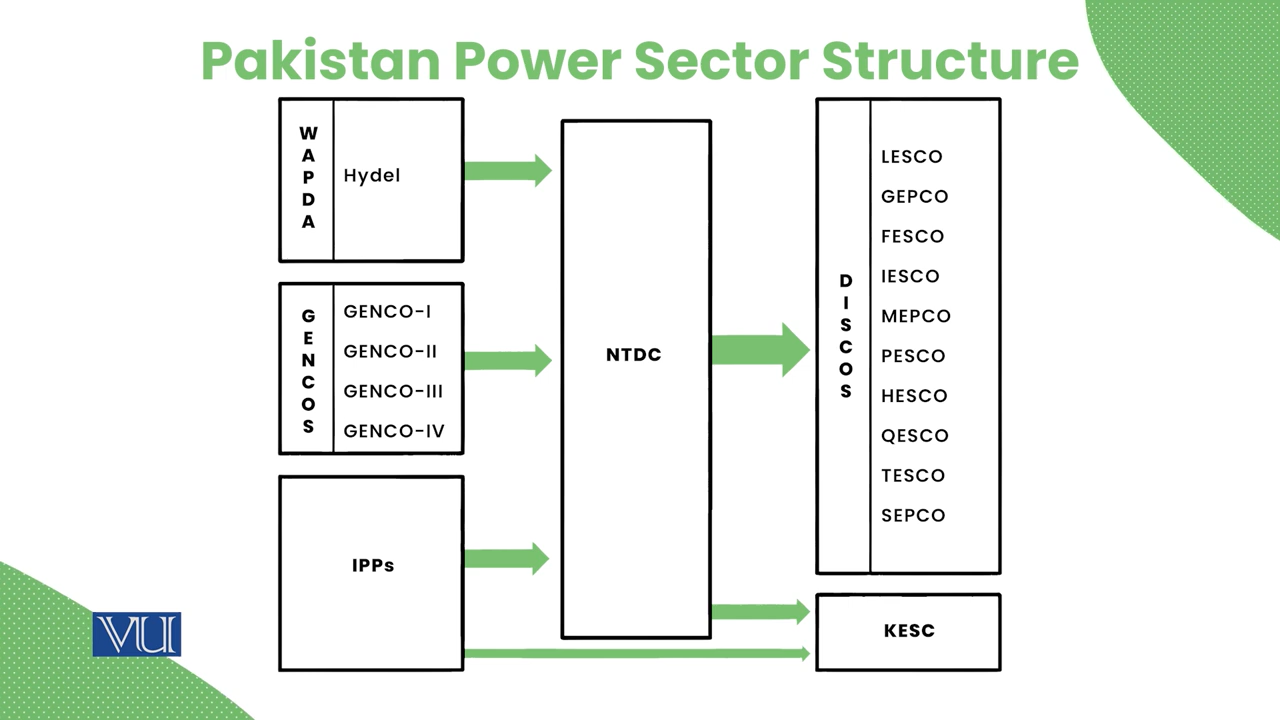 Pakistan Power Sector Structure
WAPDA
Hydel
GENCOS
GENCO-I
GENCO-II
GENCO-III
GENCO-IV
IPPs
NTDC
DISCOS
LESCO
GEPCO
FESCO
IESCO
MEPCO
PESCO
HESCO
QESCO
TESCO
SEPCO
KESC
VU